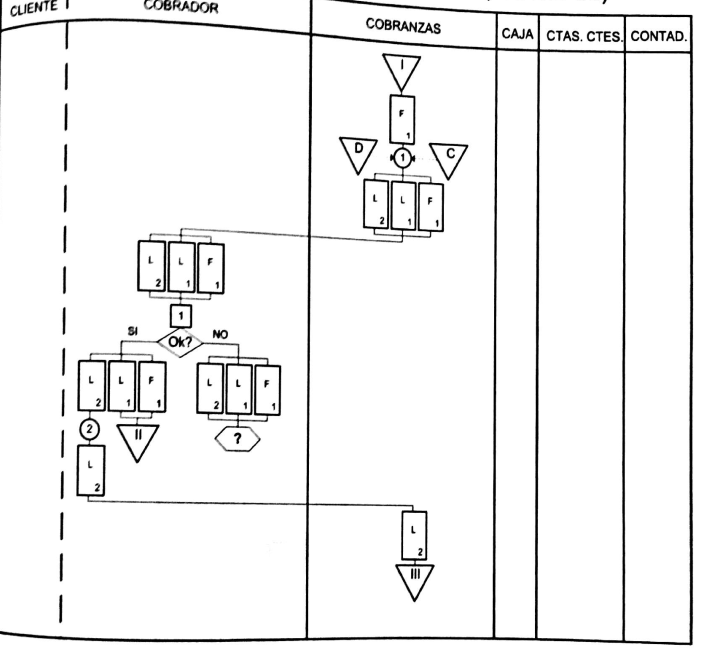 CLIENTE COBRADOR COBRANZAS CAJA CTAS. CTES. CONTAD.
I
F 1
D 1 C
L 2 L 1 F 1
L 2 L 1 F 1
1
SI Ok? NO
L 2 L 1 F 1 L 2 L 1 F 1
2 II ?
L 2
L 2
III